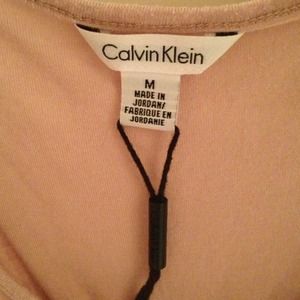 Calvin Klein
M
MADE IN
JORDAN/
FABRIQUE EN
JORDANIE